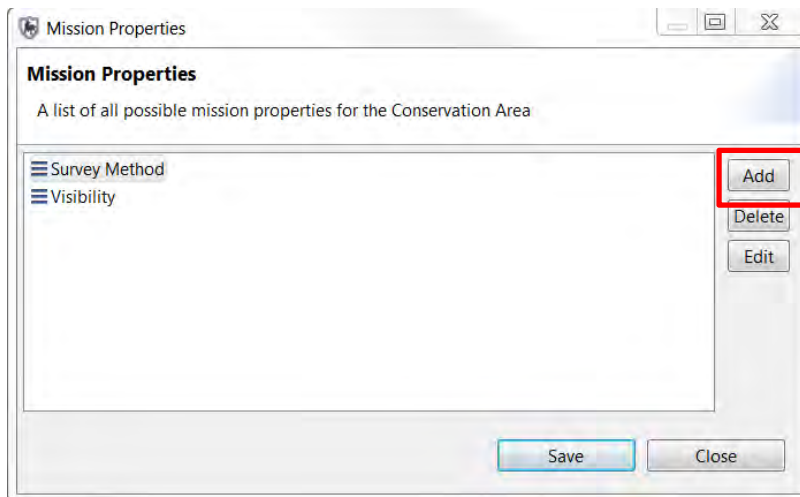 Mission Properties
Mission Properties
A list of all possible mission properties for the Conservation Area
Survey Method
Visibility
Add
Delete
Edit
Save
Close